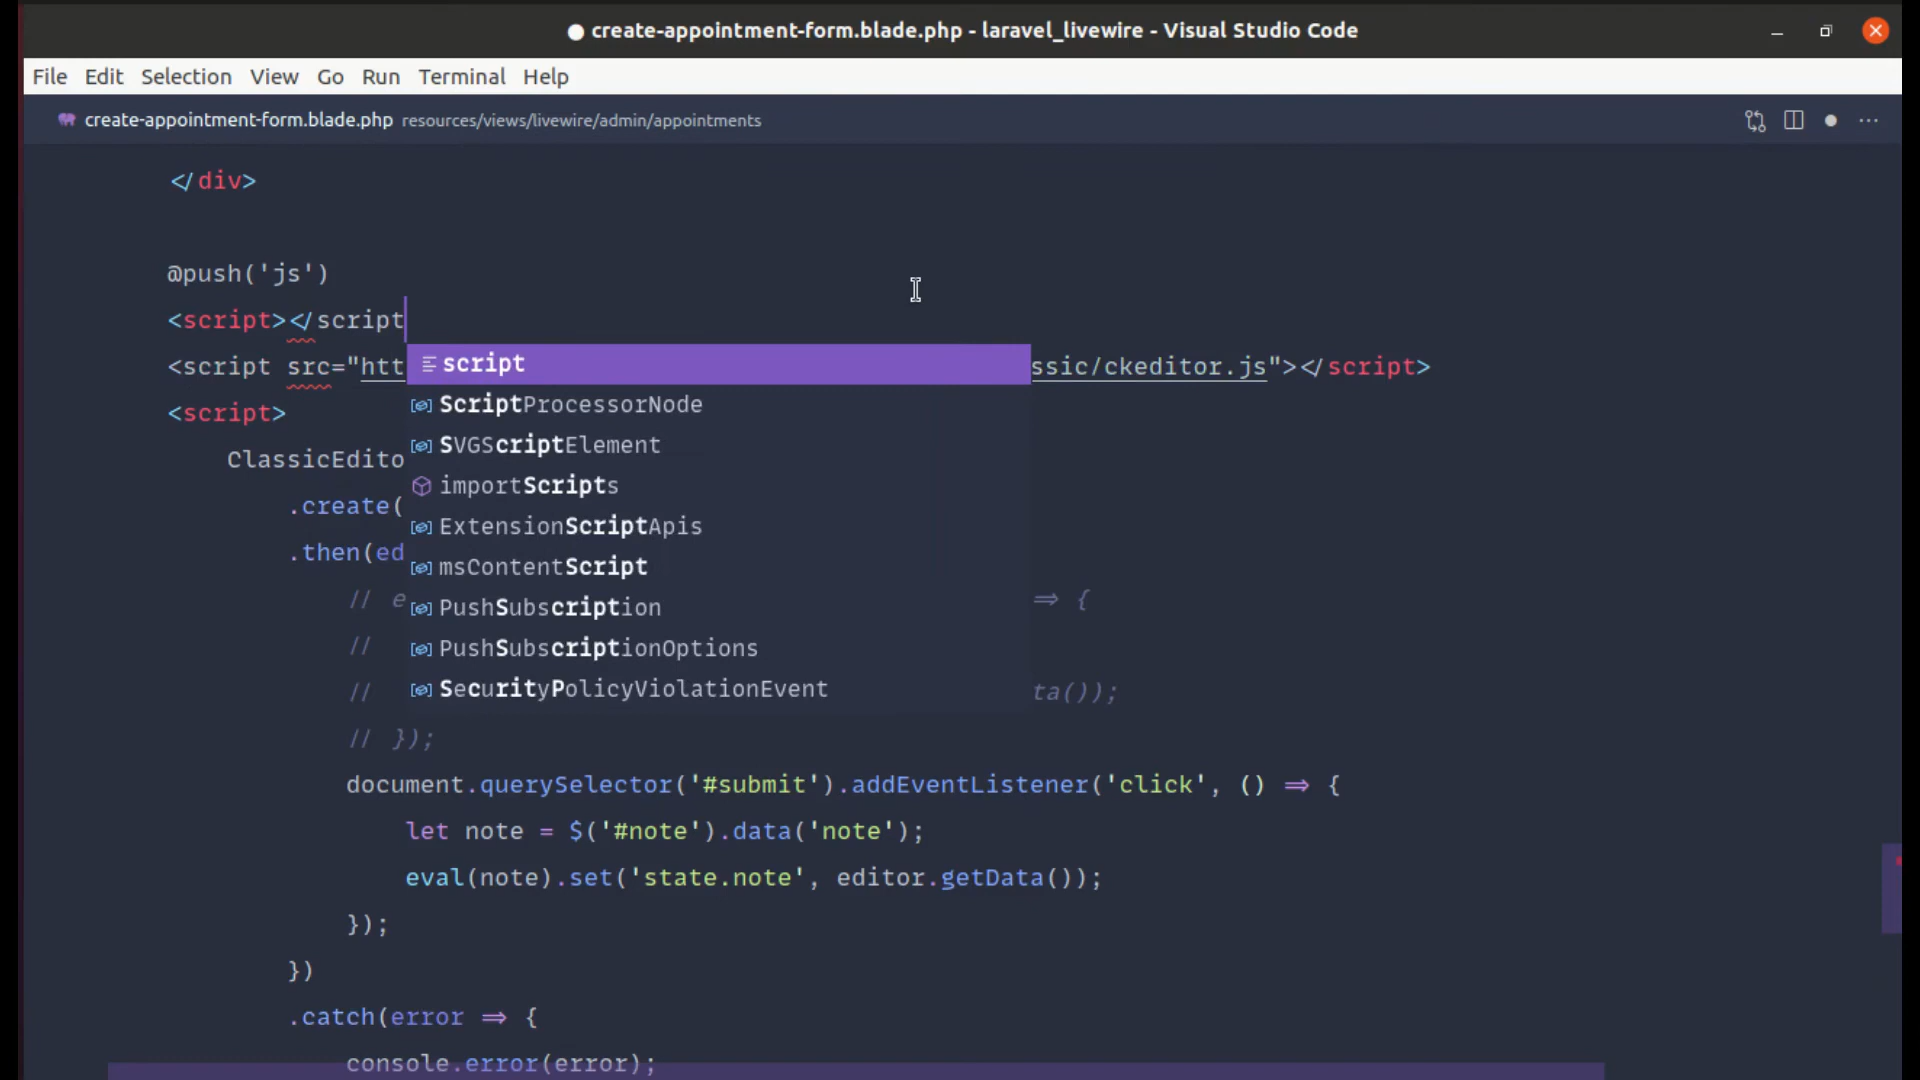 create-appointment-form.blade.php - laravel_livewire - Visual Studio Code
File Edit Selection View Go Run Terminal Help
create-appointment-form.blade.php resources/views/livewire/admin/appointments
</div>
@push('js')
<script></script
<script src="htt ssic/ckeditor.js"></script>
<script>
ClassicEdito
.create(
.then(ed
// e => {
//
// ta());
// });
script
ScriptProcessorNode
SVGScriptElement
importScripts
ExtensionScriptApis
msContentScript
PushSubscription
PushSubscriptionOptions
SecurityPolicyViolationEvent
document.querySelector('#submit').addEventListener('click', () => {
let note = $('#note').data('note');
eval(note).set('state.note', editor.getData());
});
})
.catch(error => {
console.error(error);